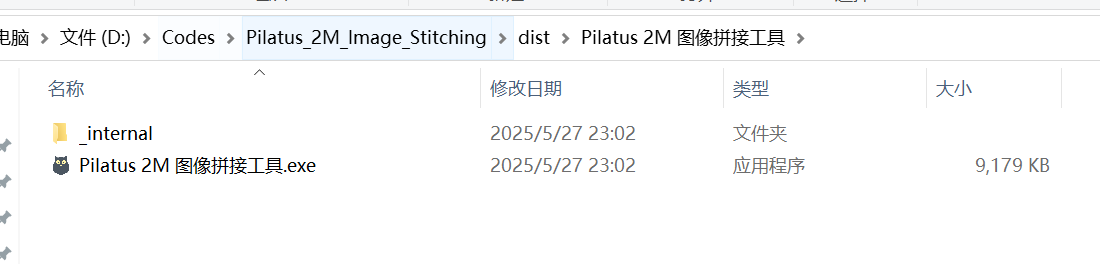 电脑 > 文件 (D:) > Codes > Pilatus_2M_Image_Stitching > dist > Pilatus 2M 图像拼接工具 >
名称 修改日期 类型 大小
_internal 2025/5/27 23:02 文件夹
Pilatus 2M 图像拼接工具.exe 2025/5/27 23:02 应用程序 9,179 KB